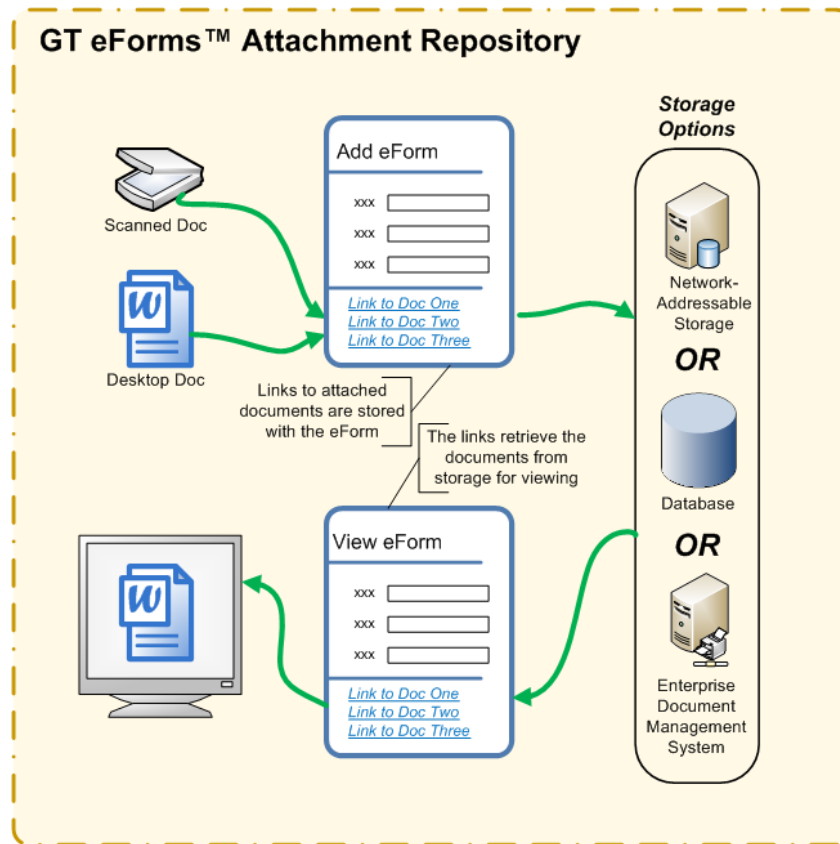 GT eForms™ Attachment Repository
Storage
Options
Scanned Doc
Desktop Doc
Add eForm
xxx
xxx
xxx
Link to Doc One
Link to Doc Two
Link to Doc Three
Network-
Addressable
Storage
OR
Database
OR
Enterprise
Document
Management
System
Links to attached
documents are stored
with the eForm
The links retrieve the
documents from
storage for viewing
View eForm
xxx
xxx
xxx
Link to Doc One
Link to Doc Two
Link to Doc Three
W
W